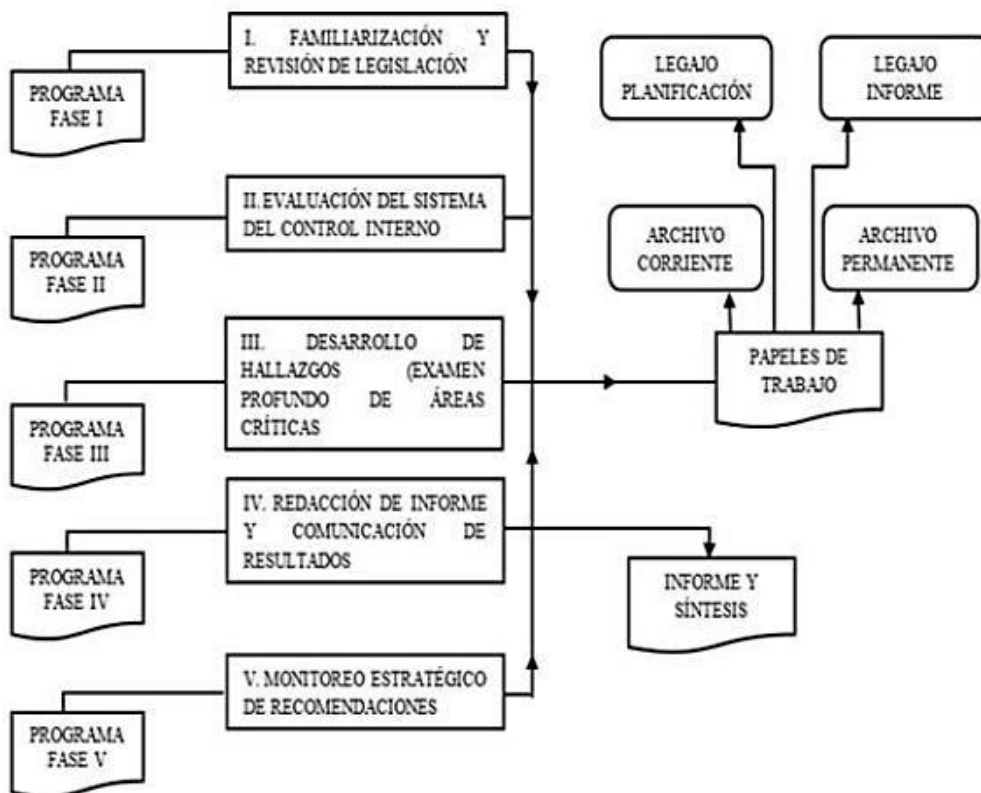 I. FAMILIARIZACIÓN Y
REVISIÓN DE LEGISLACIÓN
PROGRAMA
FASE I
LEGAJO
PLANIFICACIÓN
LEGAJO
INFORME
II. EVALUACIÓN DEL SISTEMA
DEL CONTROL INTERNO
PROGRAMA
FASE II
ARCHIVO
CORRIENTE
ARCHIVO
PERMANENTE
III. DESARROLLO DE
HALLAZGOS (EXAMEN
PROFUNDO DE ÁREAS
CRÍTICAS
PROGRAMA
FASE III
PAPELES DE
TRABAJO
IV. REDACCIÓN DE INFORME
Y COMUNICACIÓN DE
RESULTADOS
PROGRAMA
FASE IV
INFORME Y
SÍNTESIS
V. MONITOREO ESTRATÉGICO
DE RECOMENDACIONES
PROGRAMA
FASE V